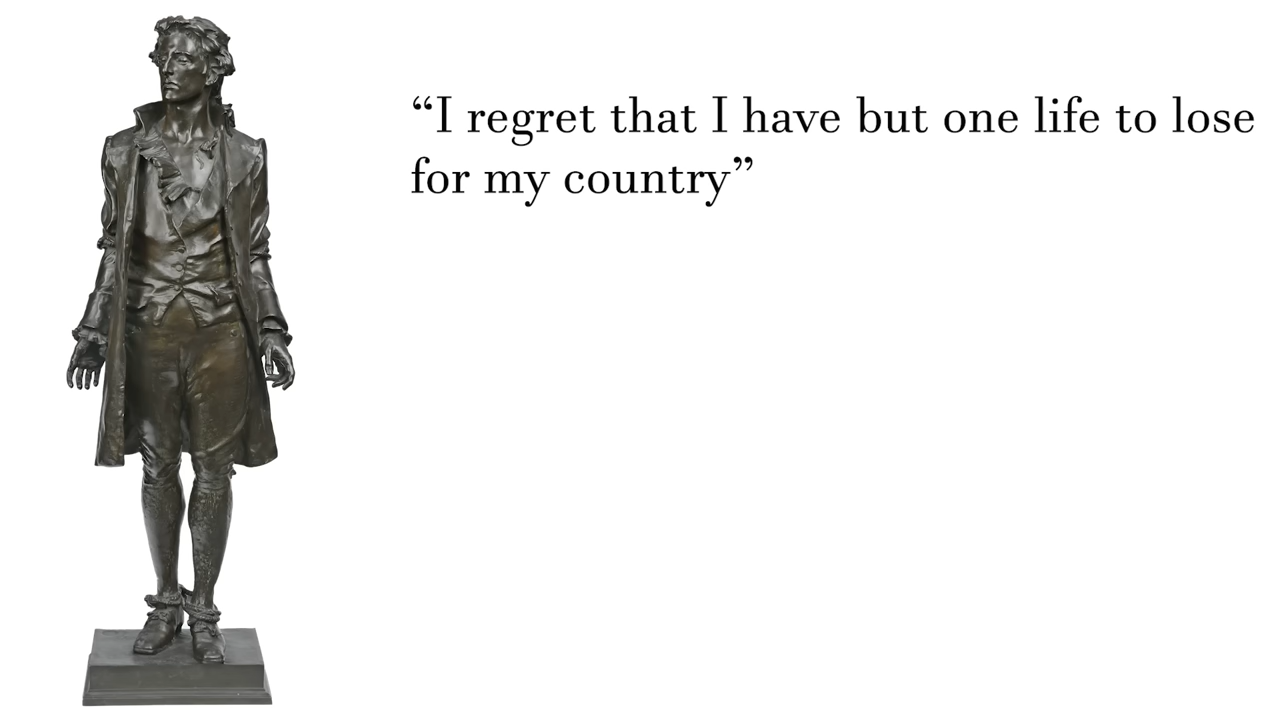 “I regret that I have but one life to lose
for my country”